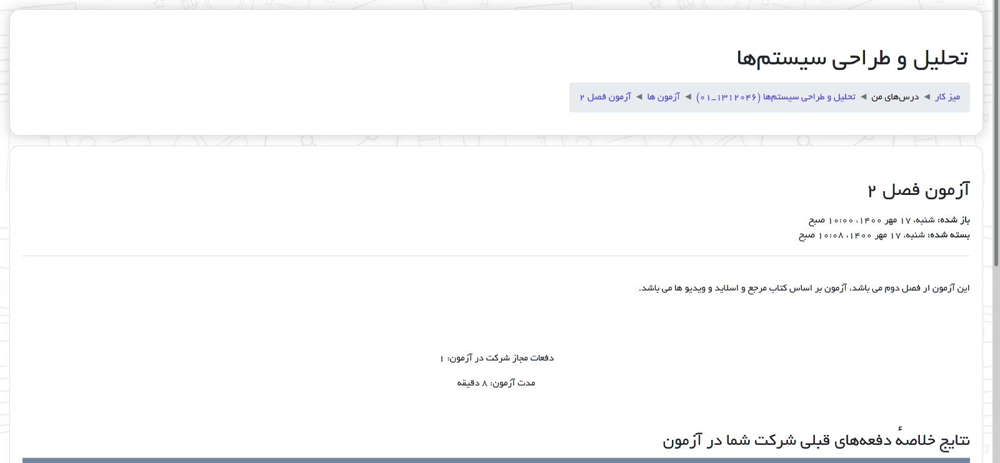 تحلیل و طراحی سیستم‌ها
میز کار ◄ درس‌های من ◄ تحلیل و طراحی سیستم‌ها (۱۳۱۲۰۴۶_۰۱) ◄ آزمون ها ◄ آزمون فصل ۲
آزمون فصل ۲
باز شده: شنبه، ۱۷ مهر ۱۴۰۰، ۱۰:۰۰ صبح
بسته شده: شنبه، ۱۷ مهر ۱۴۰۰، ۱۰:۰۸ صبح
این آزمون ار فصل دوم می باشد، آزمون بر اساس کتاب مرجع و اسلاید و ویدیو ها می باشد.
دفعات مجاز شرکت در آزمون: ۱
مدت آزمون: ۸ دقیقه
نتایج خلاصهٔ دفعه‌های قبلی شرکت شما در آزمون